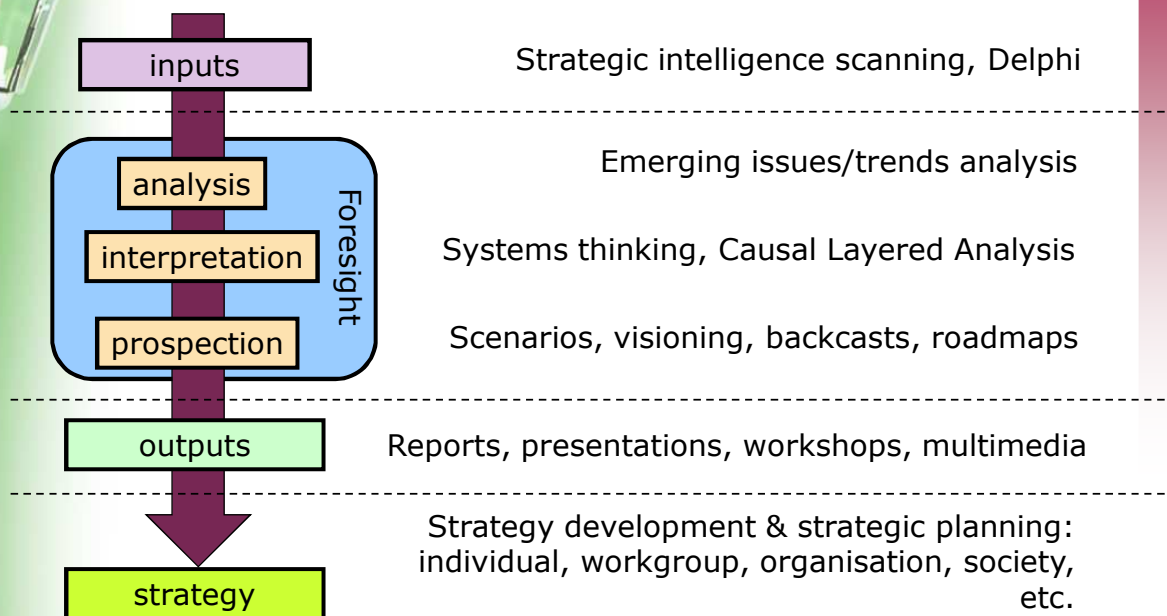 inputs
Strategic intelligence scanning, Delphi
analysis
Emerging issues/trends analysis
Foresight
interpretation
Systems thinking, Causal Layered Analysis
prospection
Scenarios, visioning, backcasts, roadmaps
outputs
Reports, presentations, workshops, multimedia
Strategy development & strategic planning:
individual, workgroup, organisation, society,
etc.
strategy